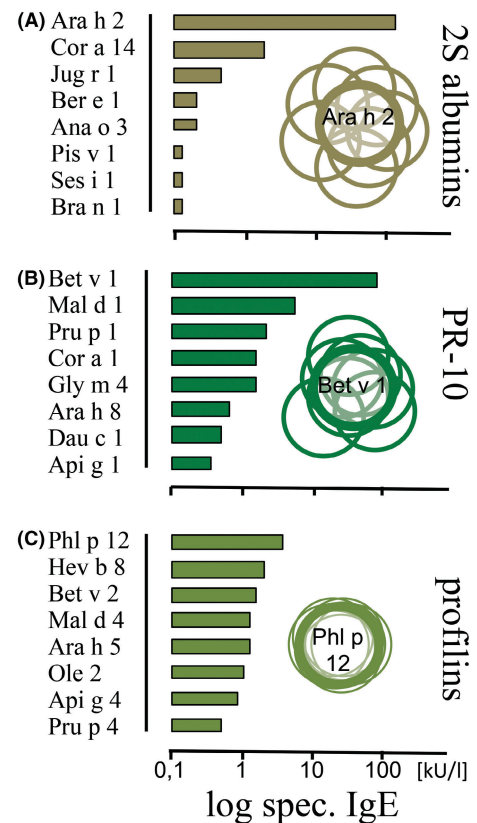 (A) Ara h 2
Cor a 14
Jug r 1
Ber e 1
Ana o 3
Pis v 1
Ses i 1
Bra n 1
Ara h 2
2S albumins
(B) Bet v 1
Mal d 1
Pru p 1
Cor a 1
Gly m 4
Ara h 8
Dau c 1
Api g 1
Bet v 1
PR-10
(C) Phl p 12
Hev b 8
Bet v 2
Mal d 4
Ara h 5
Ole 2
Api g 4
Pru p 4
Phl p
12
profilins
0,1 1 10 100 [kU/l]
log spec. IgE